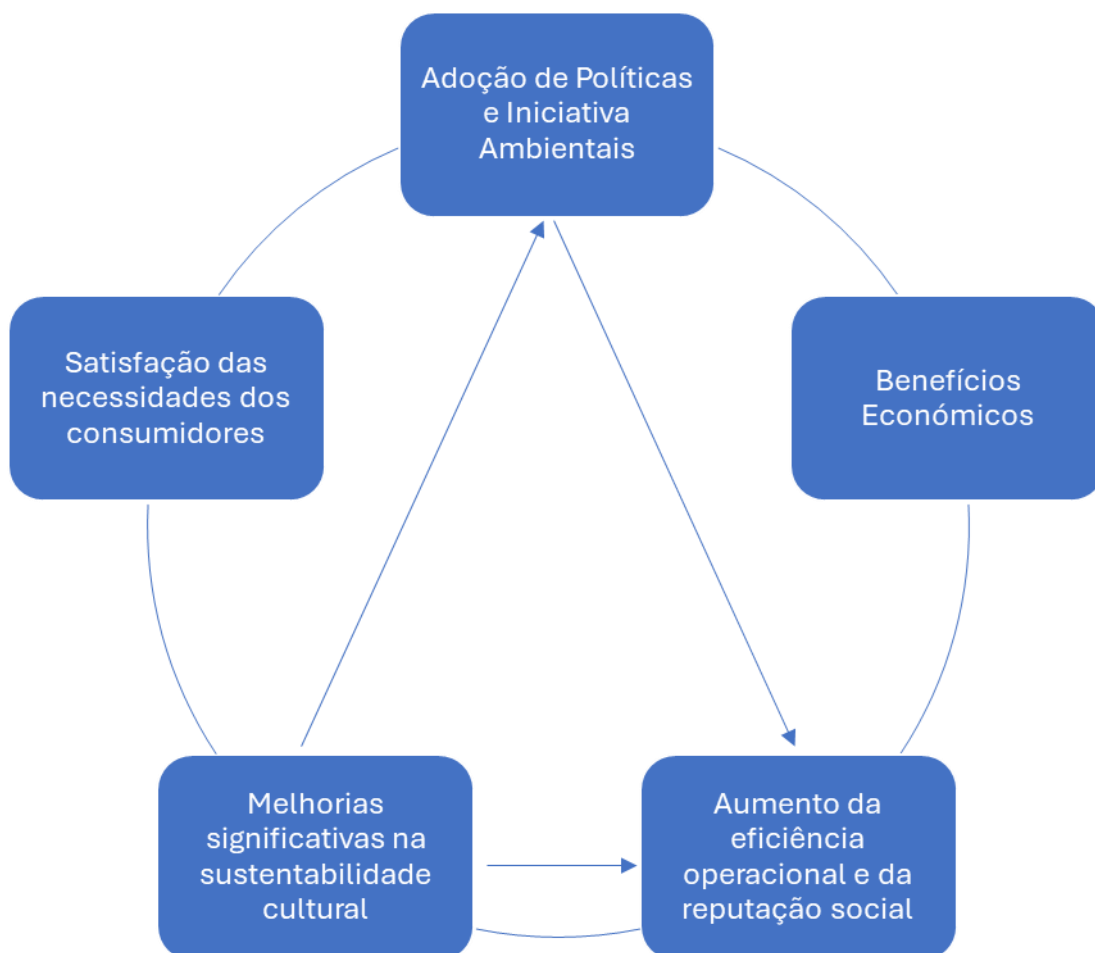 Adoção de Políticas
e Iniciativa
Ambientais
Satisfação das
necessidades dos
consumidores
Benefícios
Económicos
Melhorias
significativas na
sustentabilidade
cultural
Aumento da
eficiência
operacional e da
reputação social